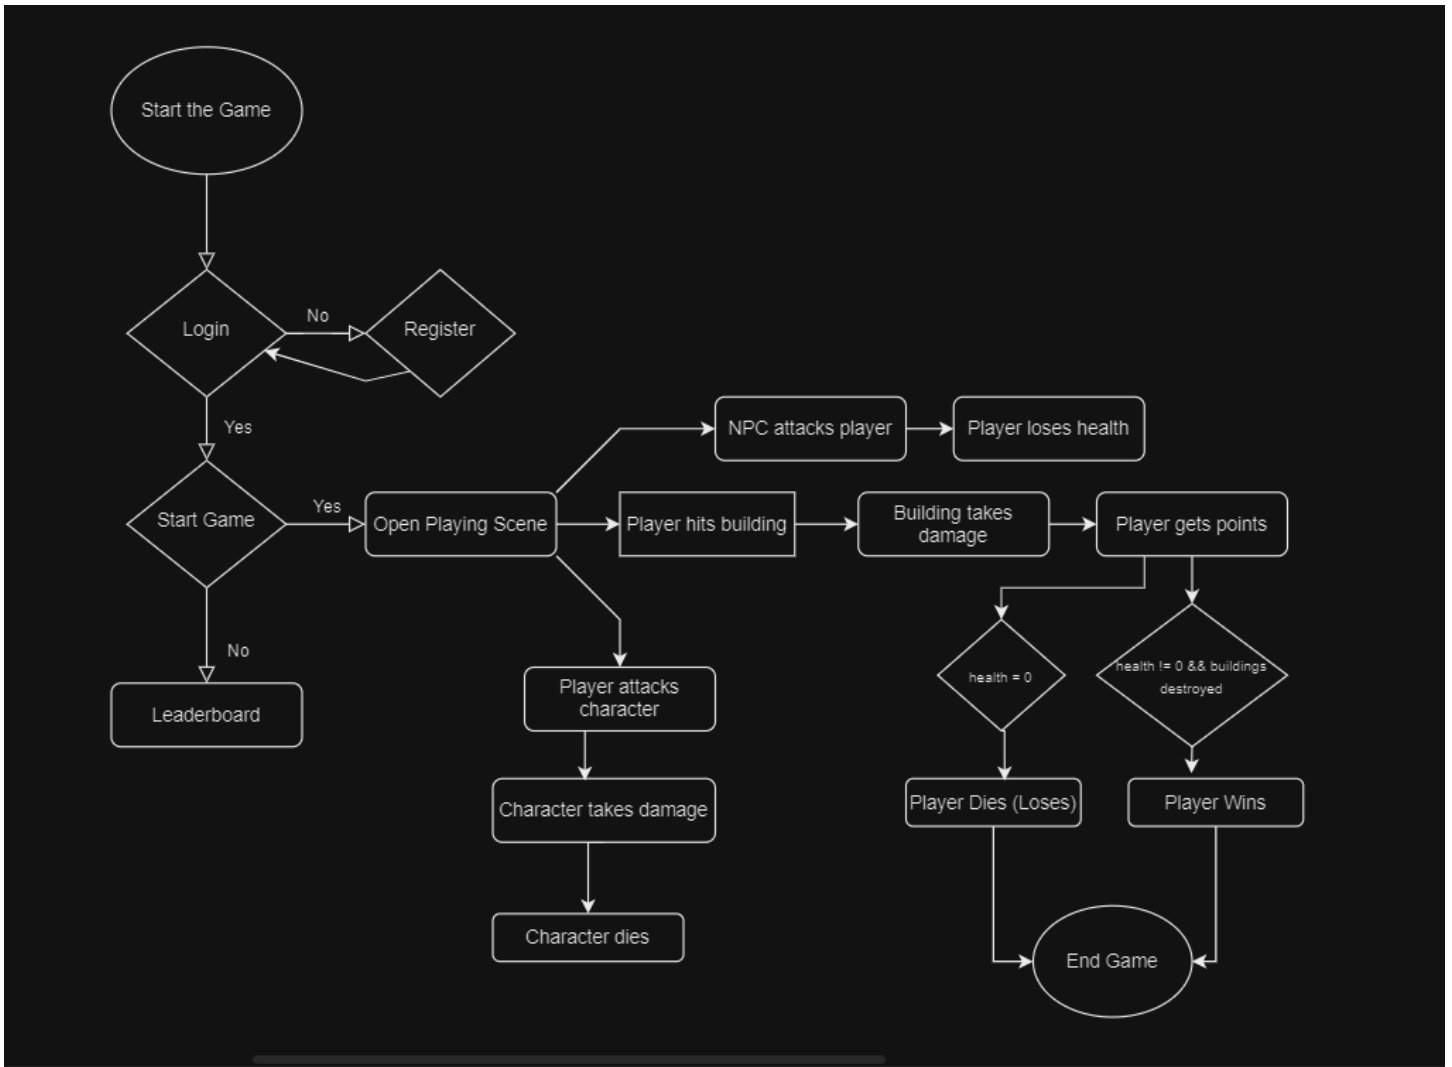 Start the Game
Login
No
Register
Yes
NPC attacks player
Player loses health
Start Game
Yes
Open Playing Scene
Player hits building
Building takes
damage
Player gets points
No
Leaderboard
Player attacks
character
health = 0
health != 0 && buildings
destroyed
Character takes damage
Player Dies (Loses)
Player Wins
Character dies
End Game